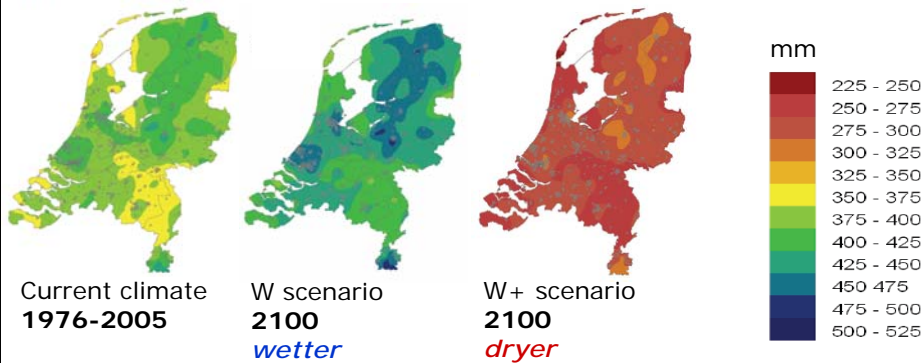 mm
225 - 250
250 - 275
275 - 300
300 - 325
325 - 350
350 - 375
375 - 400
400 - 425
425 - 450
450 475
475 - 500
500 - 525
Current climate
1976-2005
W scenario
2100
wetter
W+ scenario
2100
dryer